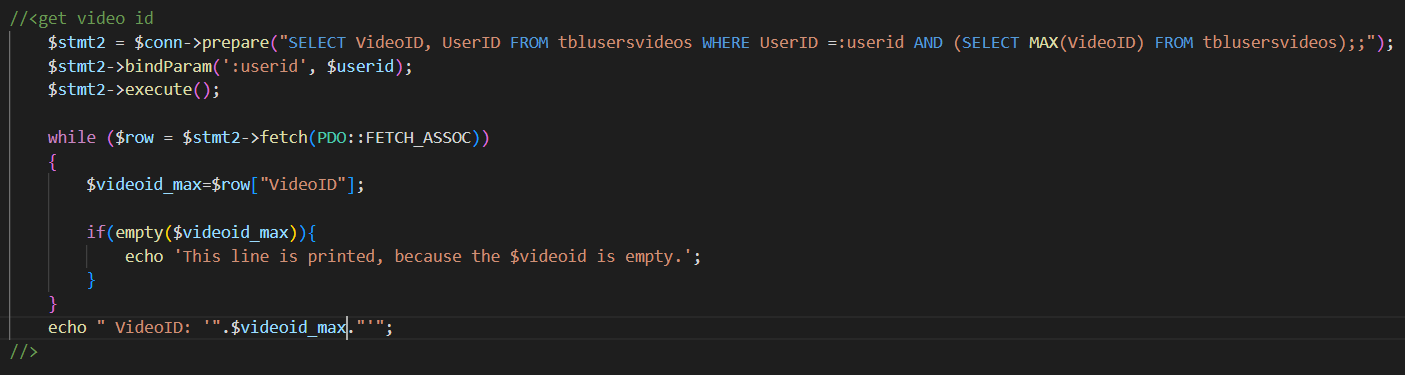 //<get video id
$stmt2 = $conn->prepare("SELECT VideoID, UserID FROM tblusersvideos WHERE UserID =:userid AND (SELECT MAX(VideoID) FROM tblusersvideos);;");
$stmt2->bindParam(':userid', $userid);
$stmt2->execute();
while ($row = $stmt2->fetch(PDO::FETCH_ASSOC))
{
$videoid_max=$row["VideoID"];
if(empty($videoid_max)){
echo 'This line is printed, because the $videoid is empty.';
}
}
echo " VideoID: '".$videoid_max."'";
//>